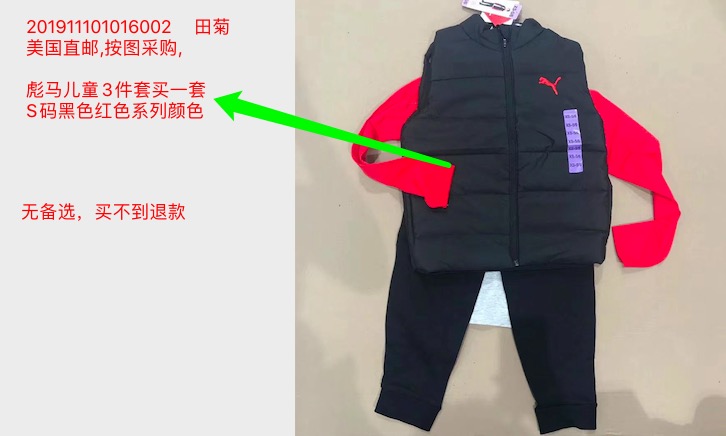 201911101016002 田菊
美国直邮,按图采购,
彪马儿童3件套买一套
S码黑色红色系列颜色
无备选，买不到退款